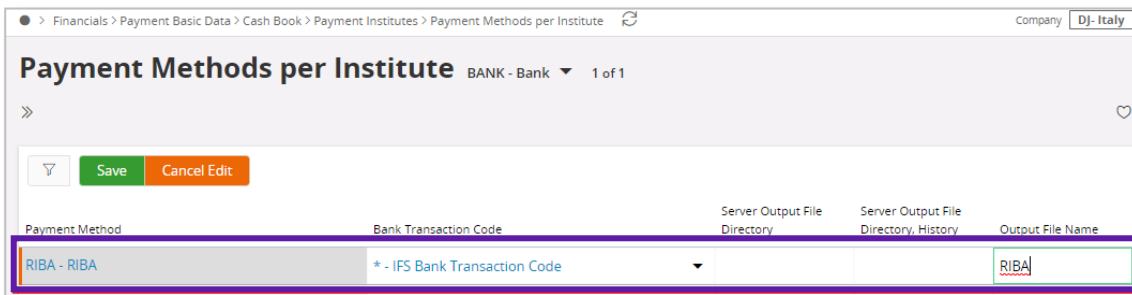 > Financials > Payment Basic Data > Cash Book > Payment Institutes > Payment Methods per Institute Company DJ- Italy
Payment Methods per Institute BANK - Bank 1 of 1
Save Cancel Edit
Server Output File Server Output File
Payment Method Bank Transaction Code Directory Directory, History Output File Name
RIBA - RIBA * - IFS Bank Transaction Code RIBA